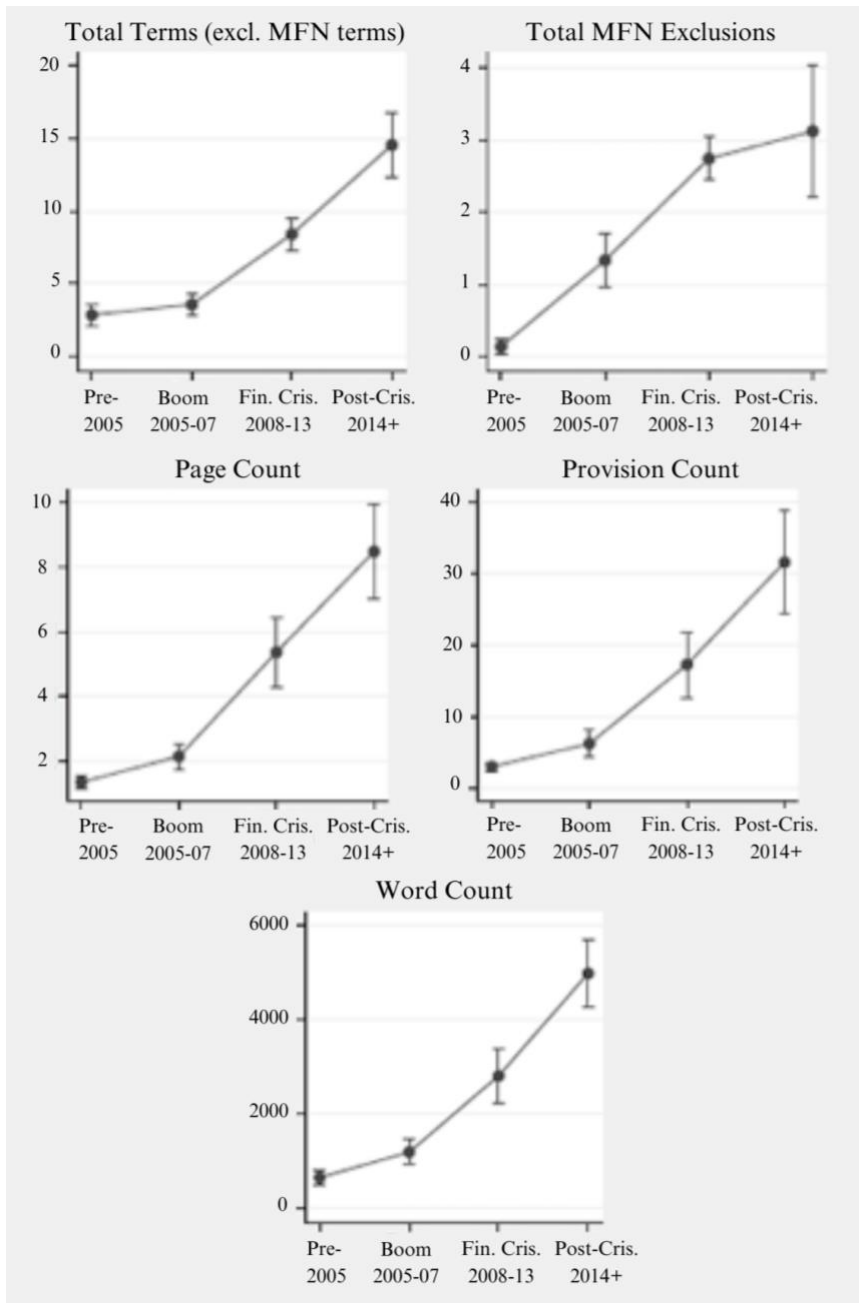 Total Terms (excl. MFN terms)
20
15
10
5
0
Pre-
2005
Boom
2005-07
Fin. Cris.
2008-13
Post-Cris.
2014+
Total MFN Exclusions
4
3
2
1
0
Pre-
2005
Boom
2005-07
Fin. Cris.
2008-13
Post-Cris.
2014+
Page Count
10
8
6
4
2
Pre-
2005
Boom
2005-07
Fin. Cris.
2008-13
Post-Cris.
2014+
Provision Count
40
30
20
10
0
Pre-
2005
Boom
2005-07
Fin. Cris.
2008-13
Post-Cris.
2014+
Word Count
6000
4000
2000
0
Pre-
2005
Boom
2005-07
Fin. Cris.
2008-13
Post-Cris.
2014+